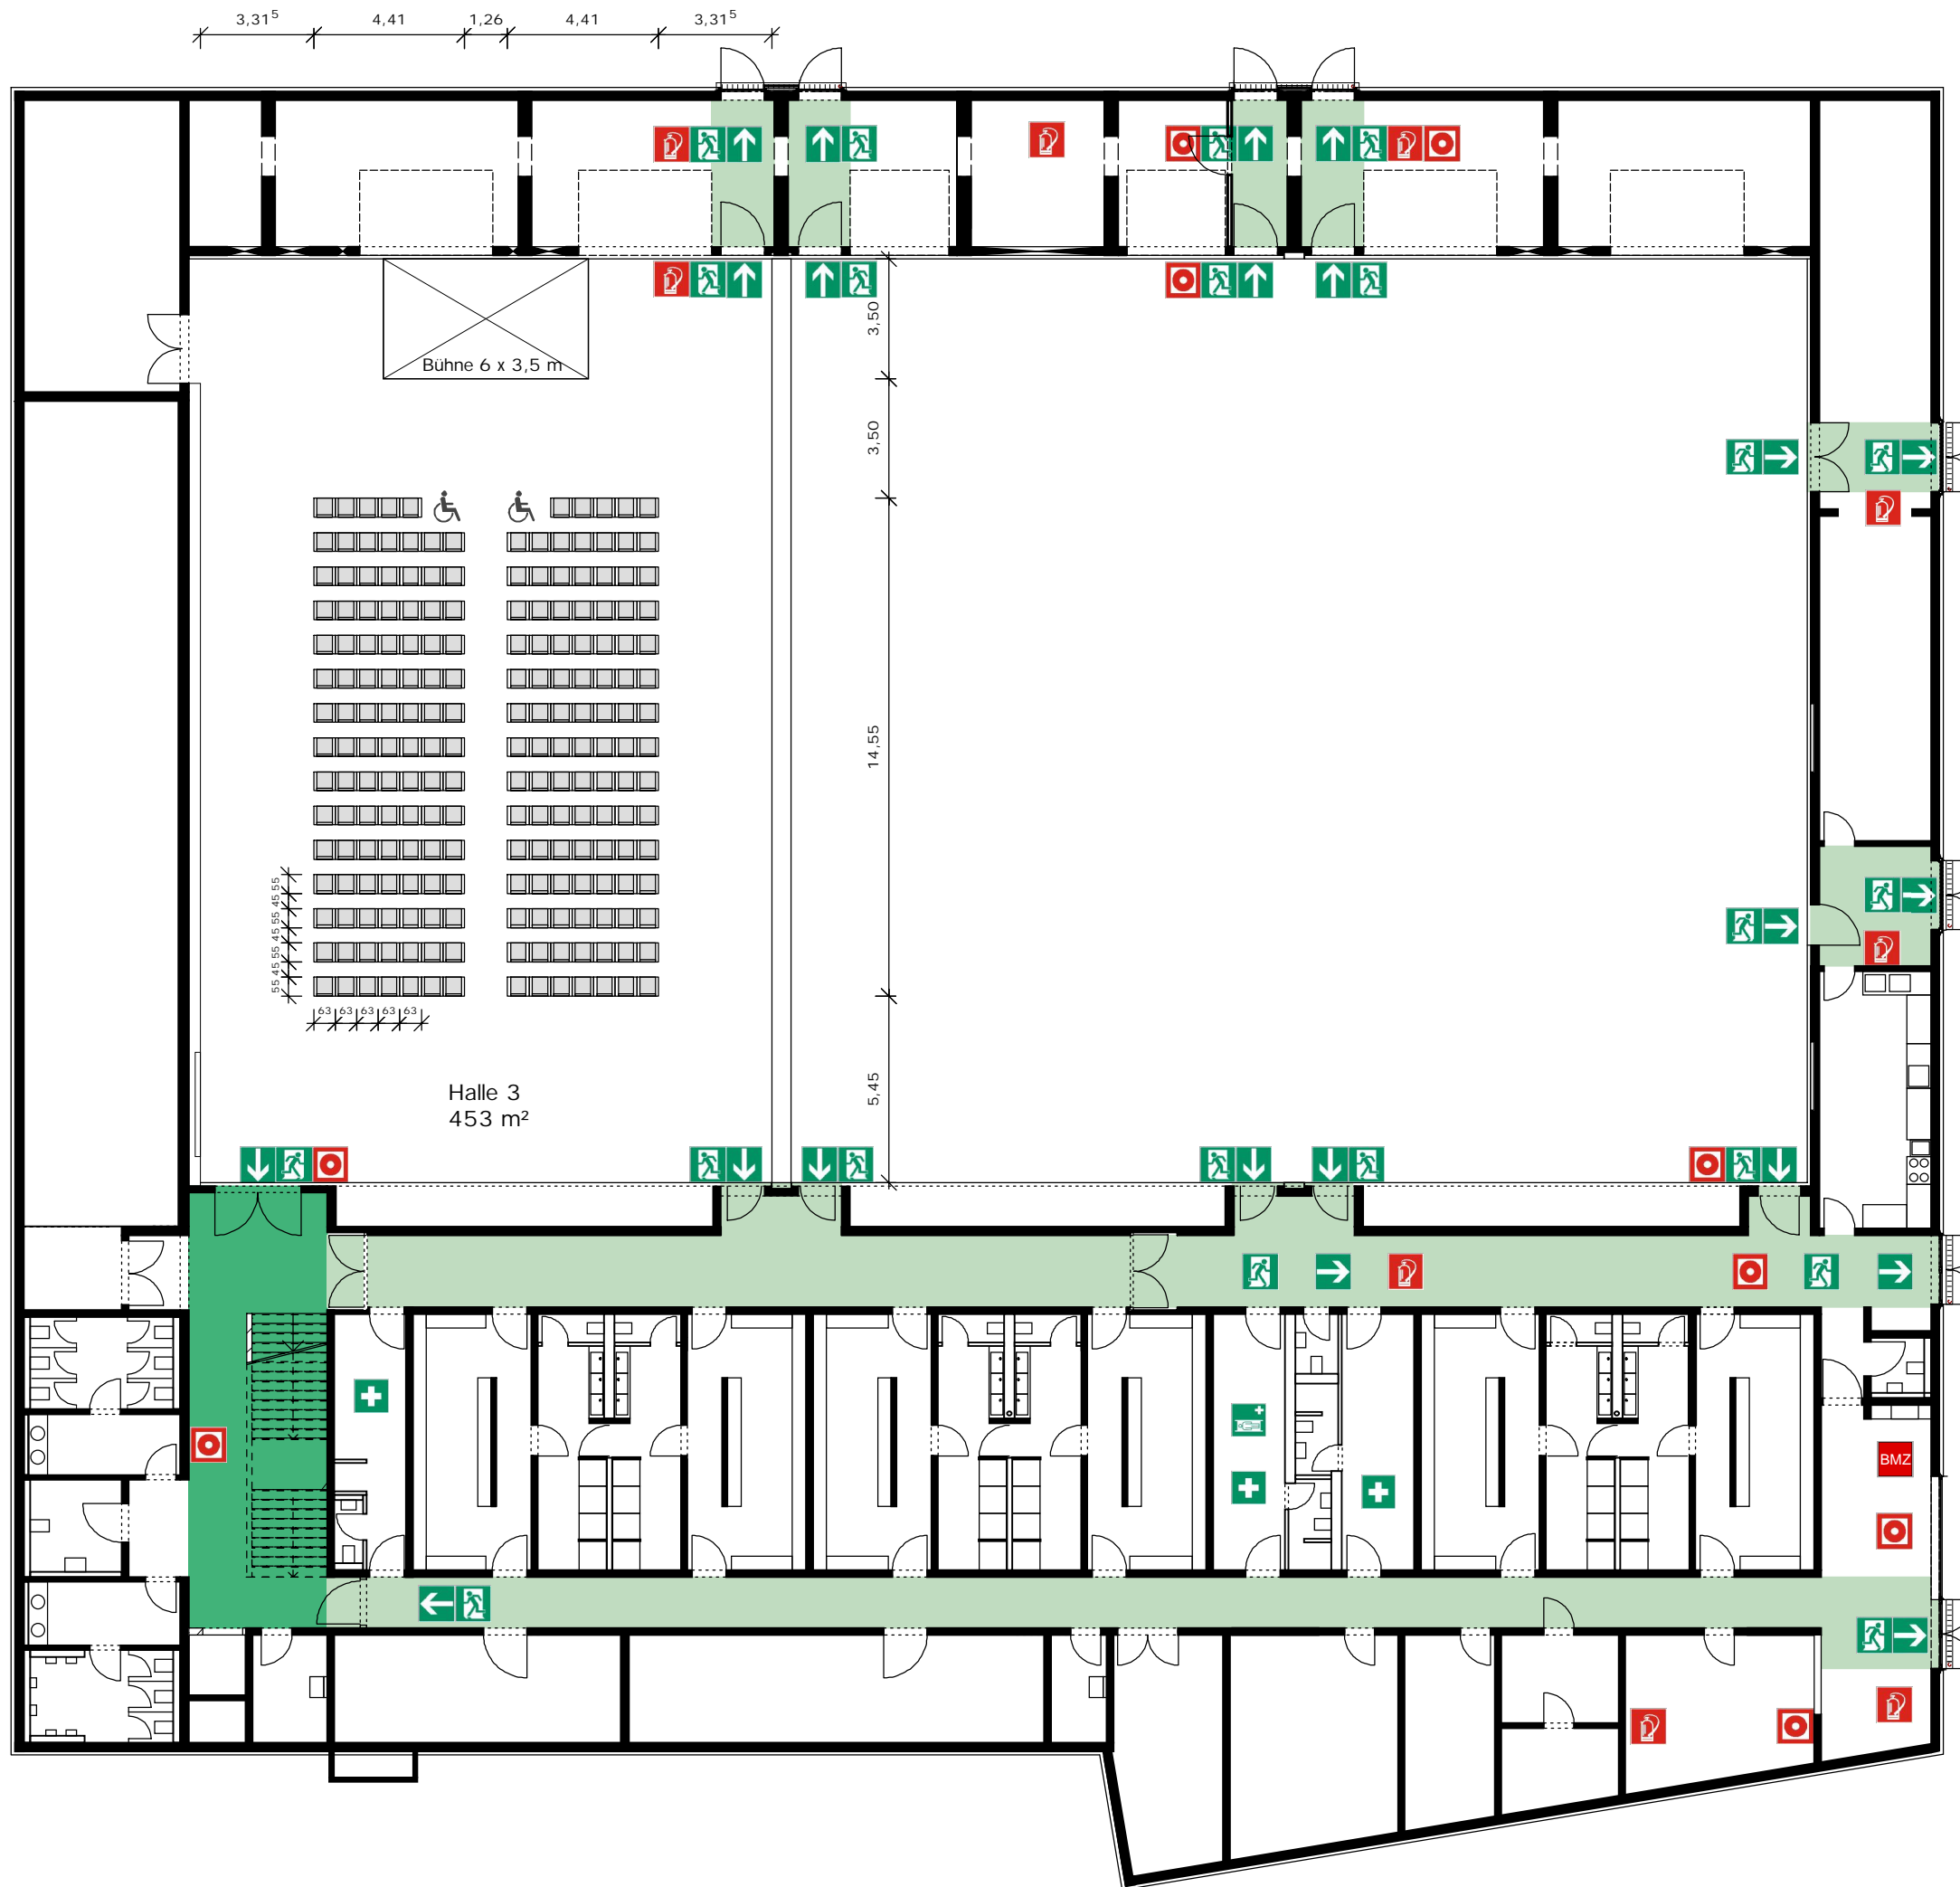 3,31⁵ 4,41 1,26 4,41 3,31⁵
3,50
Bühne 6 x 3,5 m
3,50
14,55
55 45 55 45 55 45 55
63 63 63 63 63
Halle 3
453 m²
5,45
BMZ